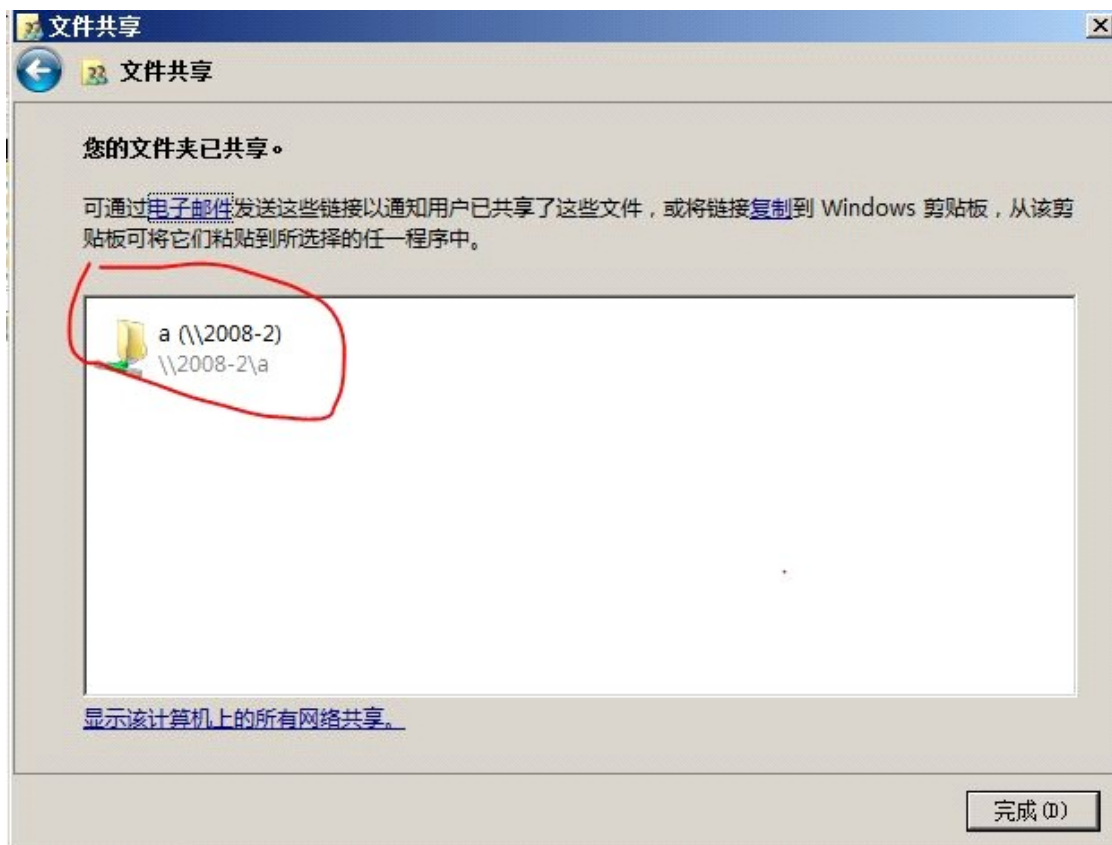 文件共享
文件共享
您的文件夹已共享。
可通过电子邮件发送这些链接以通知用户已共享了这些文件，或将链接复制到 Windows 剪贴板，从该剪
贴板可将它们粘贴到所选择的任一程序中。
a (\\2008-2)
\\2008-2\a
显示该计算机上的所有网络共享。
完成(D)